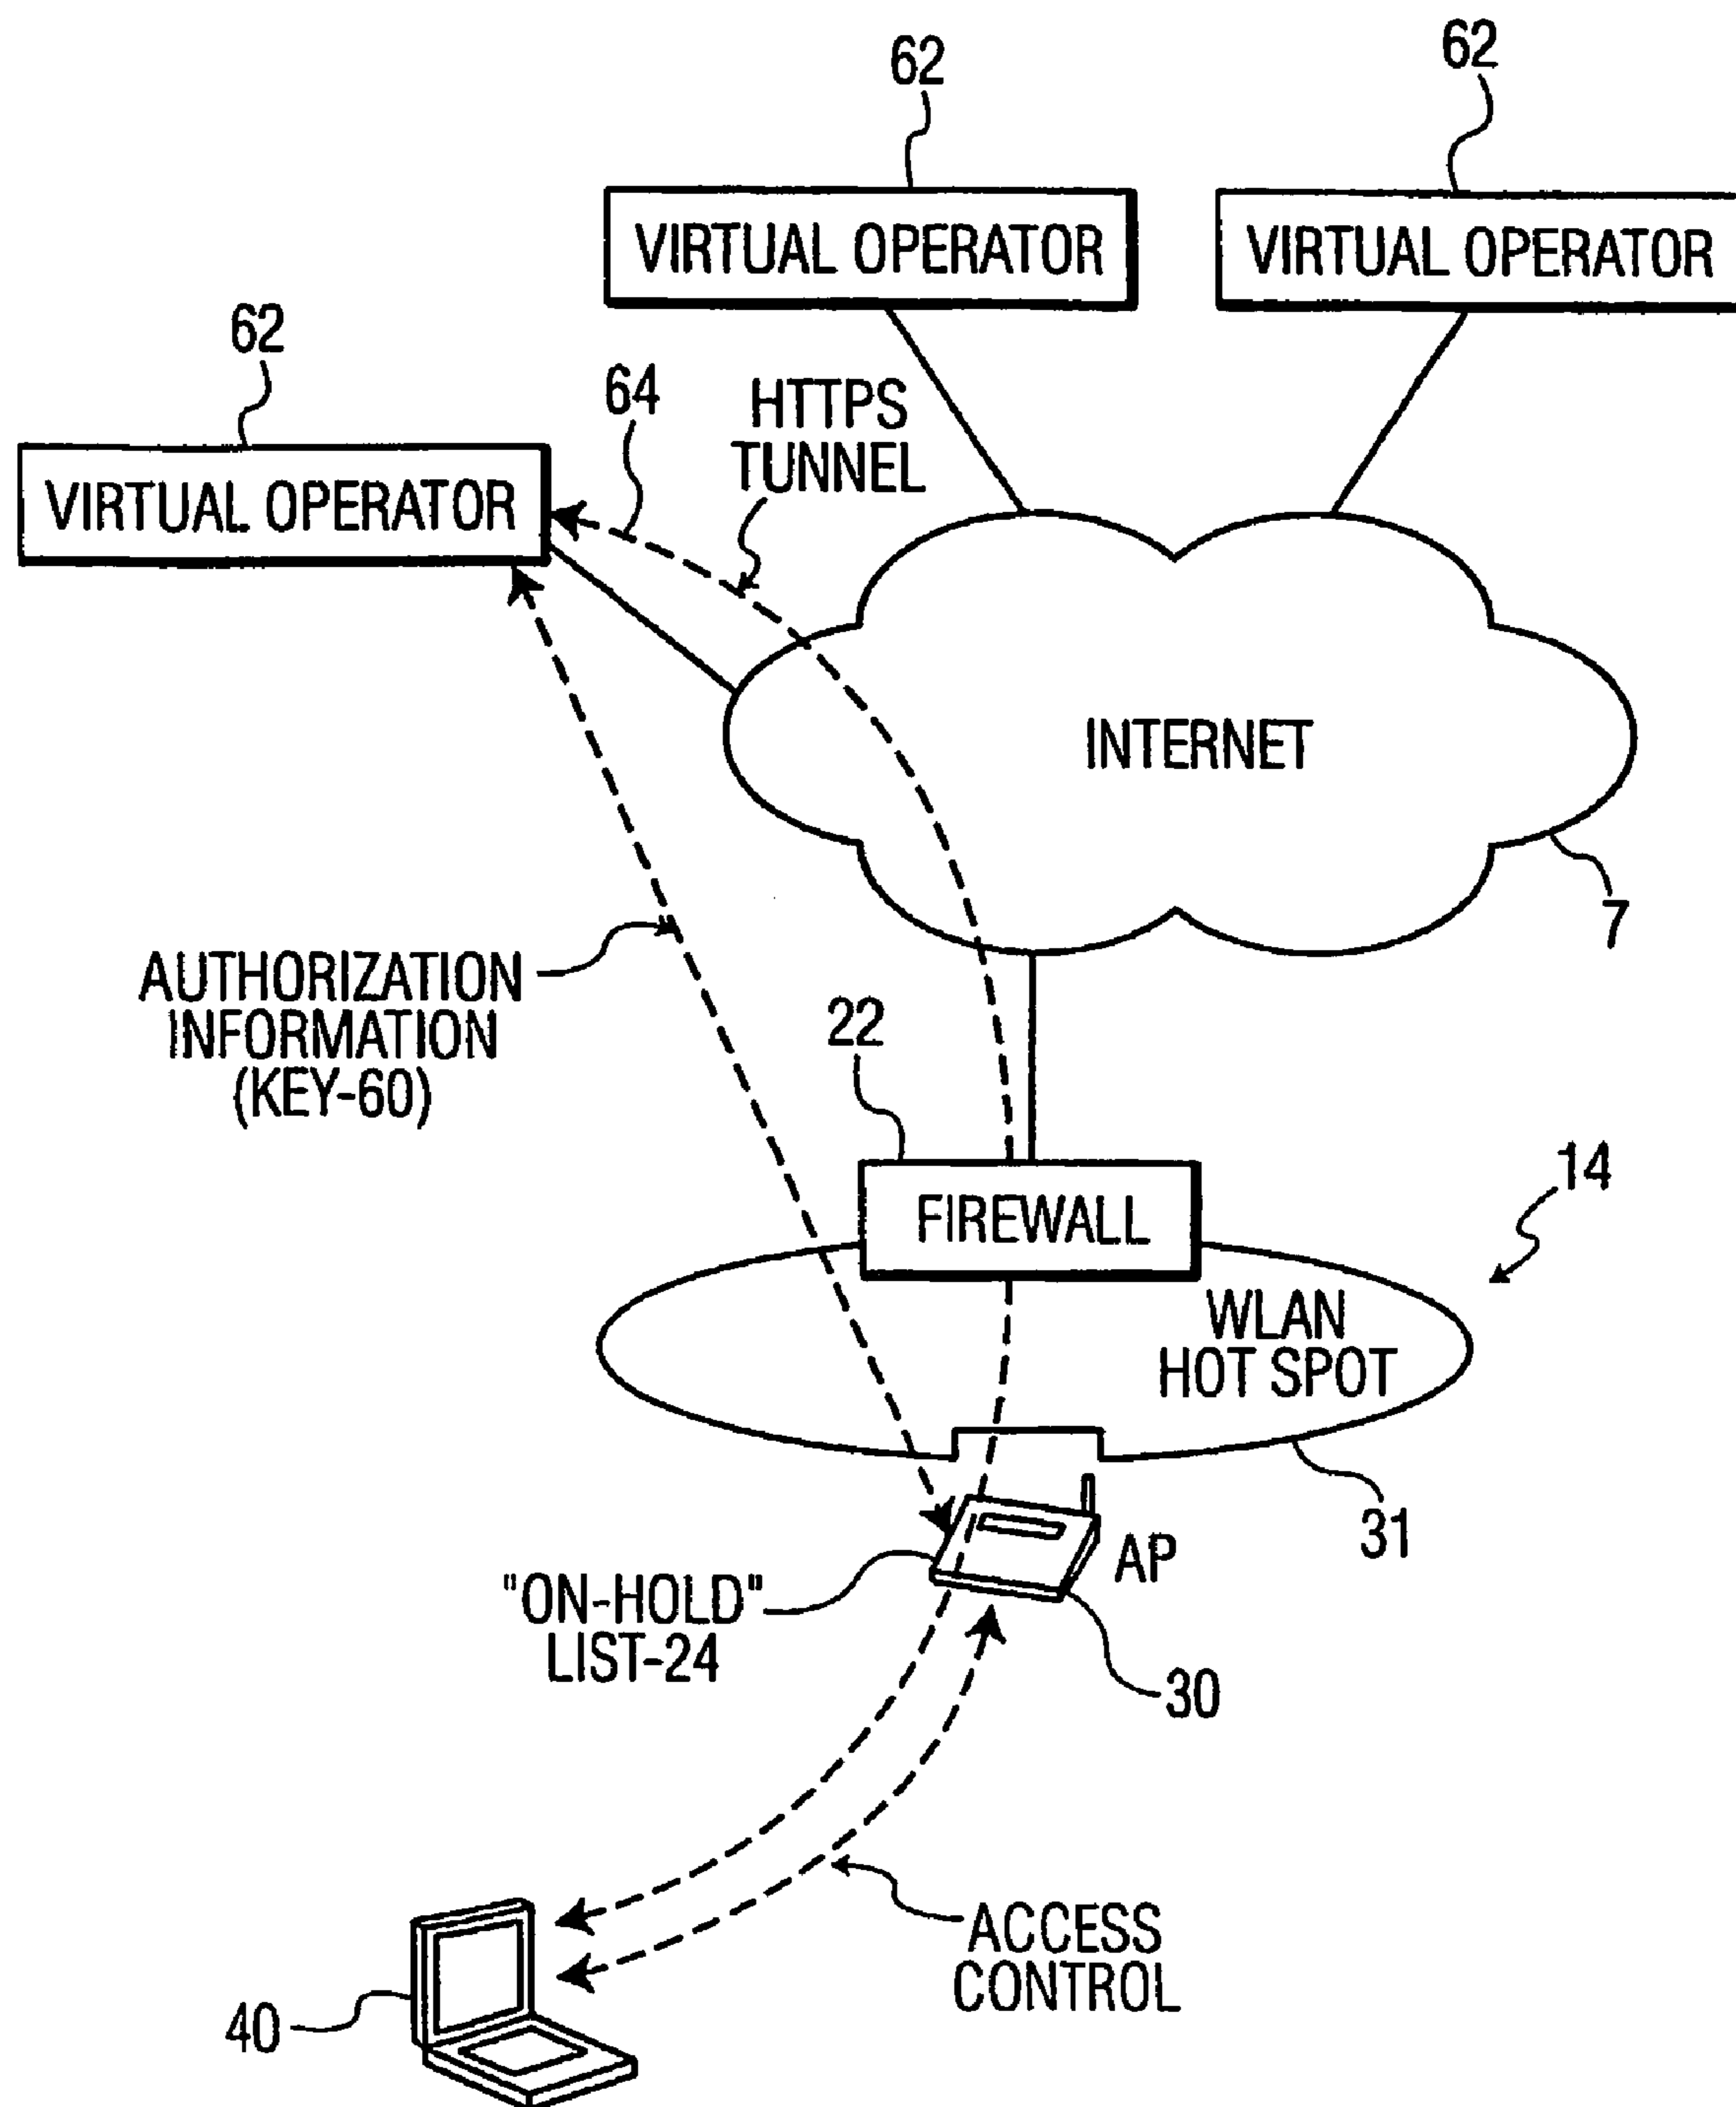 62
62
VIRTUAL OPERATOR
VIRTUAL OPERATOR
62
64
HTTPS
TUNNEL
VIRTUAL OPERATOR
INTERNET
7
AUTHORIZATION
INFORMATION
(KEY-60)
22
FIREWALL
14
WLAN
HOT SPOT
31
AP
"ON-HOLD"
LIST-24
30
ACCESS
CONTROL
40